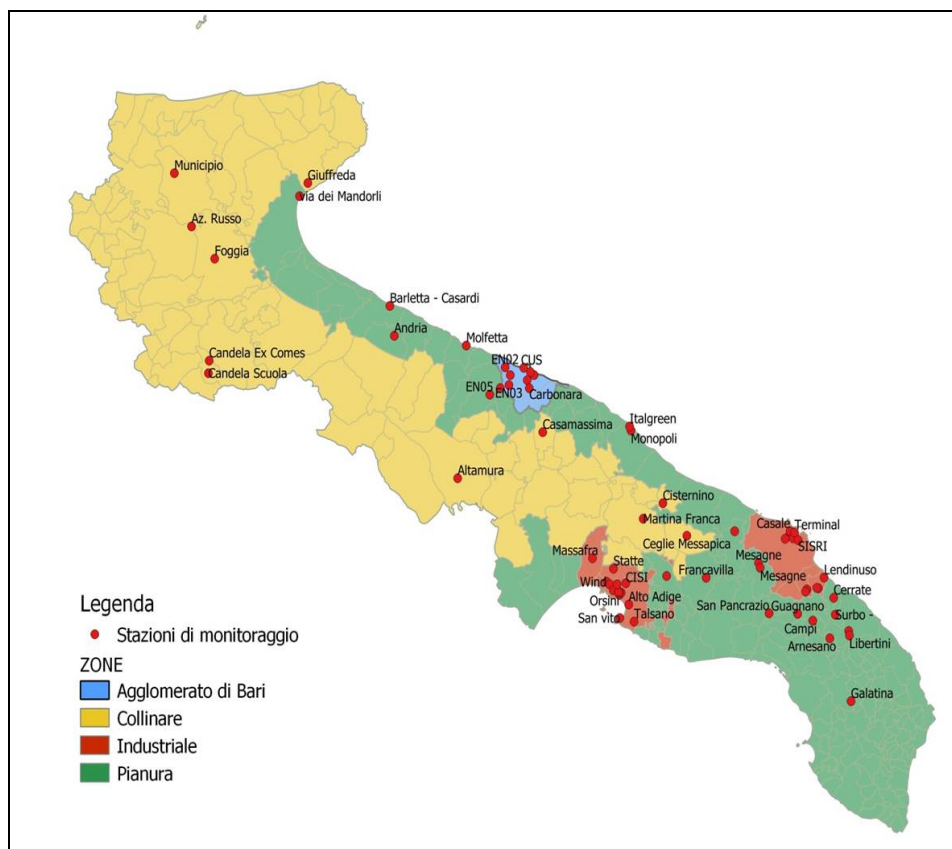 Municipio
Giuffreda
via dei Mandorli
Az. Russo
Foggia
Barletta - Casardi
Andria
Molfetta
Candela Ex Comes
Candela Scuola
EN02 CUS
EN05
EN03
Carbonara
Casamassima
Italgreen
Monopoli
Altamura
Cisternino
Martina Franca
Casale
Terminal
Ceglie Messapica
SISRI
Massafra
Statte
Mesagne
Francavilla
Mesagne
Lendinuso
Wind
CISI
Cerrate
Orsini
Alto Adige
San Pancrazio
Guagnano
Surbo -
San vito
Talsano
Campi
Arnesano
Libertini
Galatina
Legenda
Stazioni di monitoraggio
ZONE
Agglomerato di Bari
Collinare
Industriale
Pianura